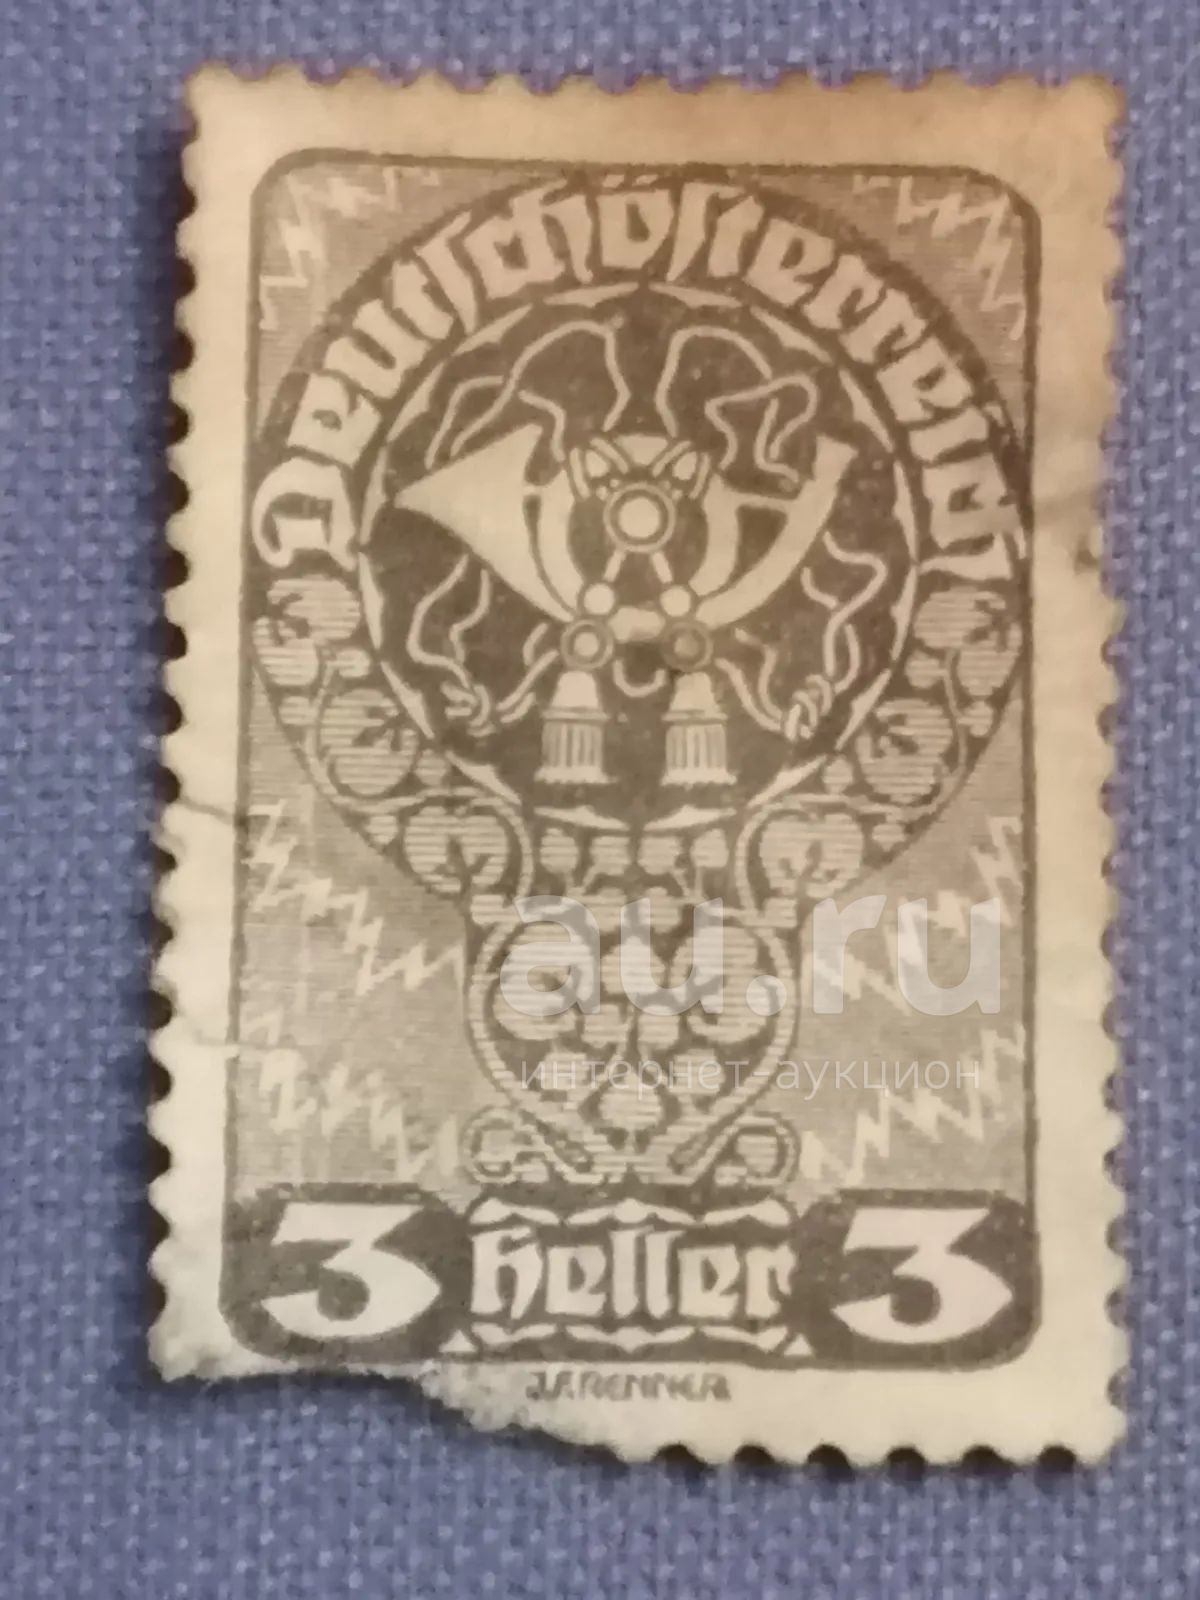 Deutschösterreich
au.ru
интернет-аукцион
3 Heller 3
J.F.RENNER.